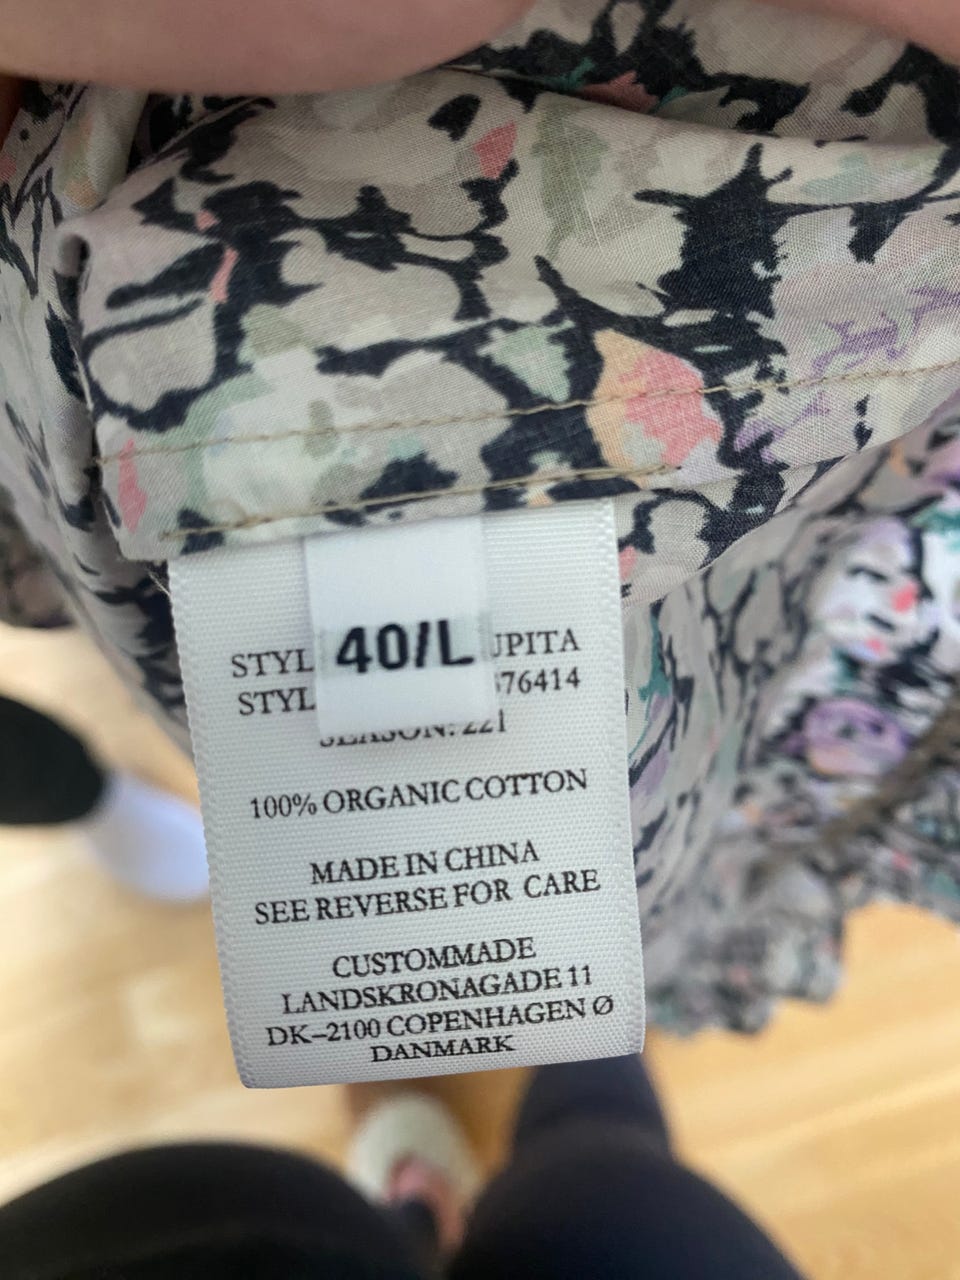 40/L
STYL UPITA
STYL 76414
SEASON: 221
100% ORGANIC COTTON
MADE IN CHINA
SEE REVERSE FOR CARE
CUSTOMMADE
LANDSKRONAGADE 11
DK–2100 COPENHAGEN Ø
DANMARK